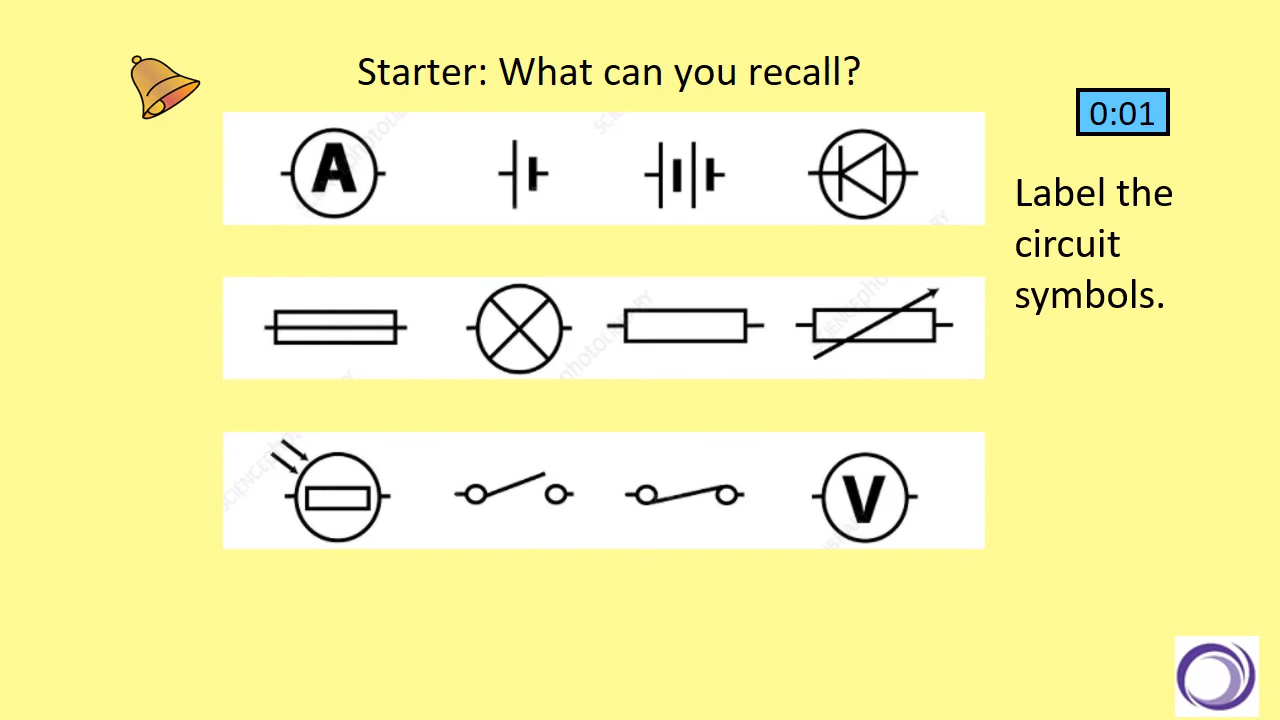 Starter: What can you recall?
0:01
Label the
circuit
symbols.
A
V